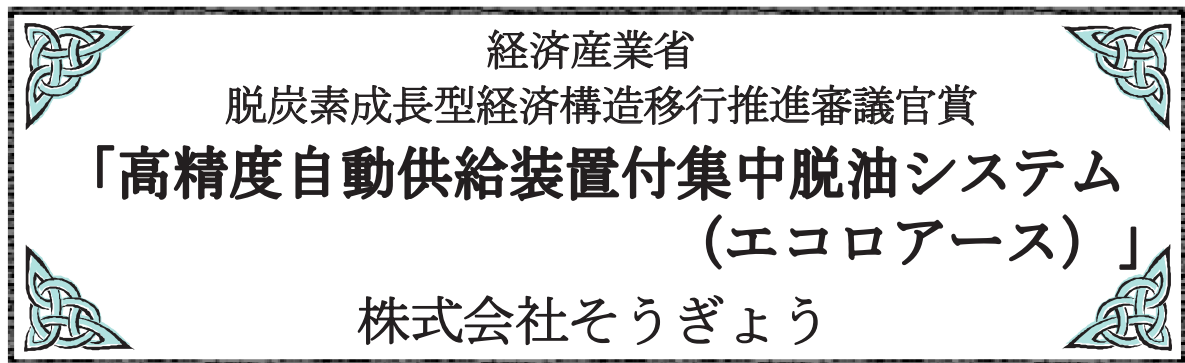 経済産業省
脱炭素成長型経済構造移行推進審議官賞
「高精度自動供給装置付集中脱油システム
(エコロアース）」
株式会社そうぎょう